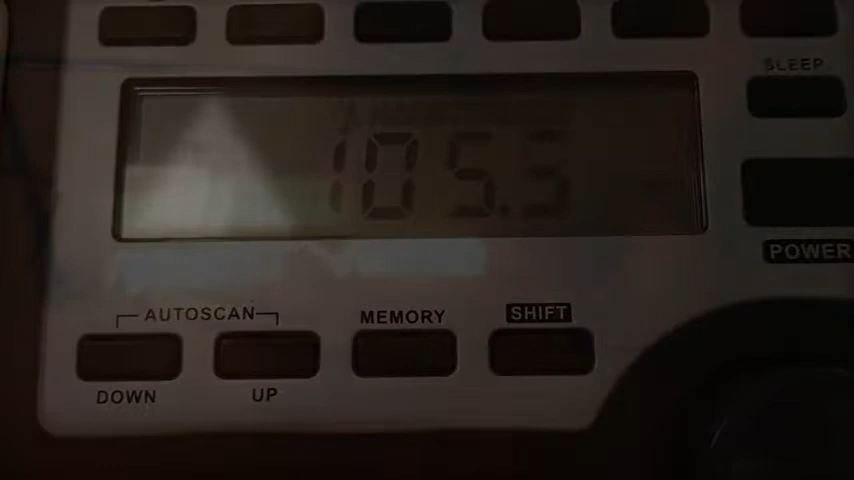 SLEEP
105.3
POWER
AUTOSCAN
MEMORY
SHIFT
DOWN
UP